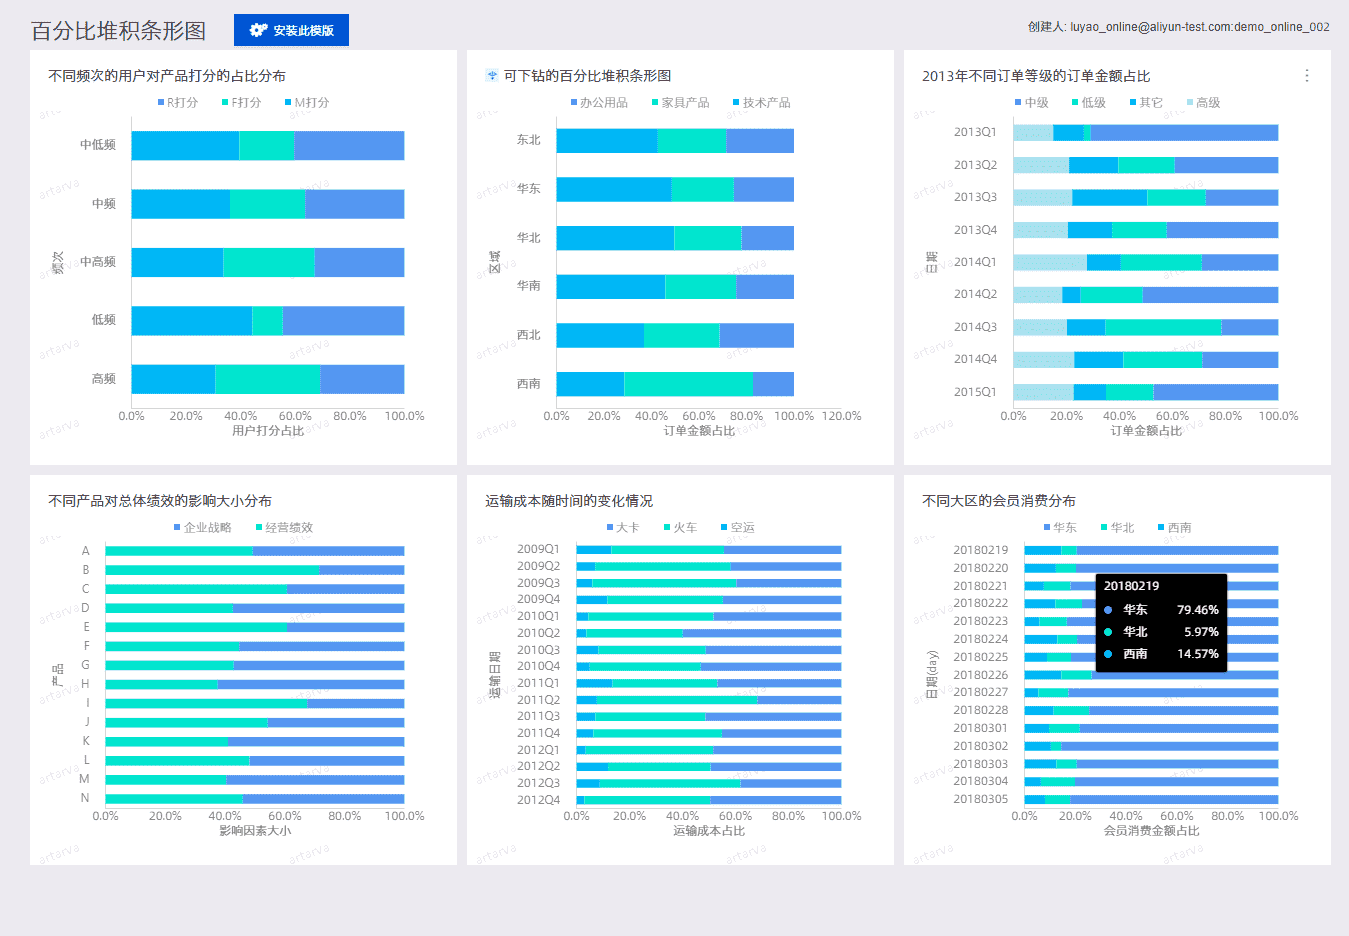 百分比堆积条形图
安装此模版
创建人: luyao_online@aliyun-test.com:demo_online_002
不同频次的用户对产品打分的占比分布
R打分 F打分 M打分
频次
中低频
中频
中高频
低频
高频
0.0% 20.0% 40.0% 60.0% 80.0% 100.0%
用户打分占比
可下钻的百分比堆积条形图
办公用品 家具产品 技术产品
区域
东北
华东
华北
华南
西北
西南
0.0% 20.0% 40.0% 60.0% 80.0% 100.0% 120.0%
订单金额占比
2013年不同订单等级的订单金额占比
中级 低级 其它 高级
日期
2013Q1
2013Q2
2013Q3
2013Q4
2014Q1
2014Q2
2014Q3
2014Q4
2015Q1
0.0% 20.0% 40.0% 60.0% 80.0% 100.0%
订单金额占比
不同产品对总体绩效的影响大小分布
企业战略 经营绩效
产品
A
B
C
D
E
F
G
H
I
J
K
L
M
N
0.0% 20.0% 40.0% 60.0% 80.0% 100.0%
影响因素大小
运输成本随时间的变化情况
大卡 火车 空运
运输日期
2009Q1
2009Q2
2009Q3
2009Q4
2010Q1
2010Q2
2010Q3
2010Q4
2011Q1
2011Q2
2011Q3
2011Q4
2012Q1
2012Q2
2012Q3
2012Q4
0.0% 20.0% 40.0% 60.0% 80.0% 100.0%
运输成本占比
不同大区的会员消费分布
华东 华北 西南
日期(day)
20180219
20180220
20180221
20180222
20180223
20180224
20180225
20180226
20180227
20180228
20180301
20180302
20180303
20180304
20180305
0.0% 20.0% 40.0% 60.0% 80.0% 100.0%
会员消费金额占比
20180219
华东 79.46%
华北 5.97%
西南 14.57%